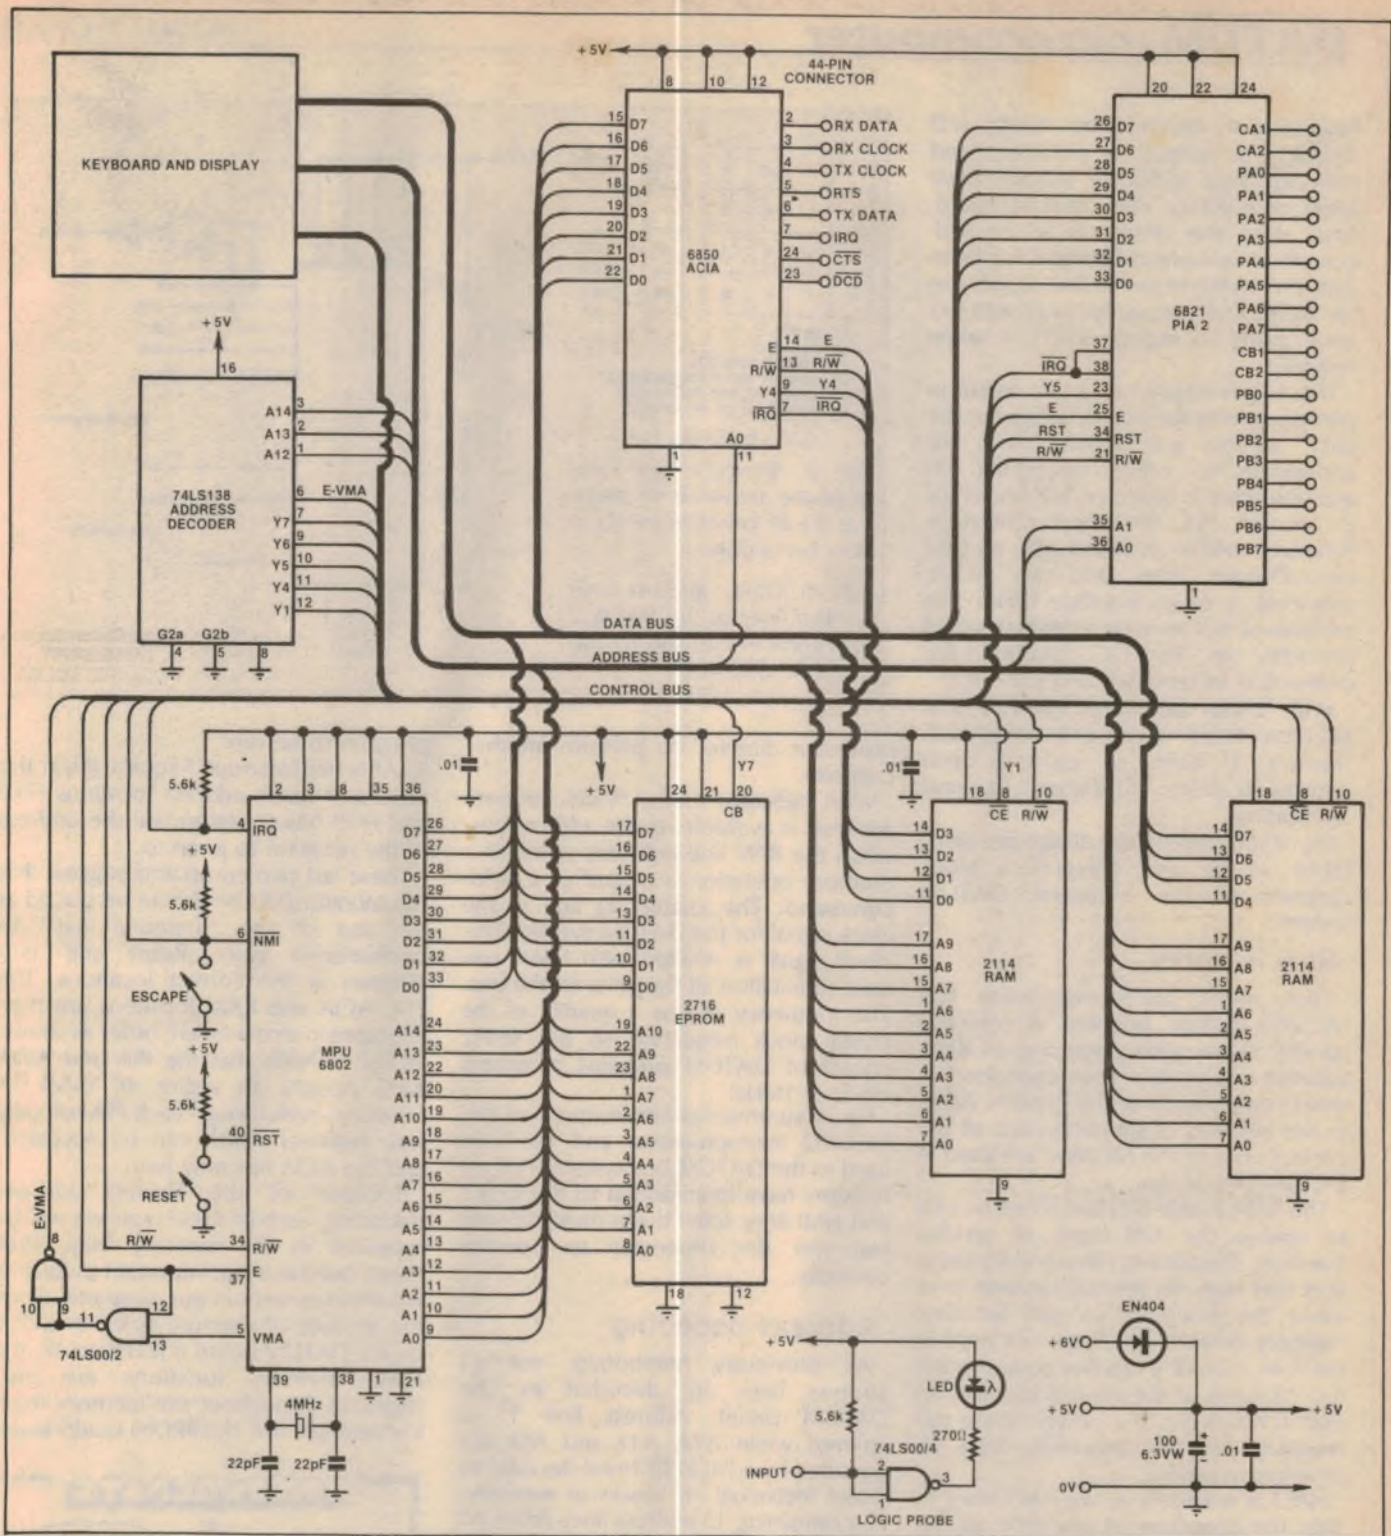 +5V
44-PIN
CONNECTOR
8 10 12
20 22 24
KEYBOARD AND DISPLAY
15 D7
16 D6
17 D5
18 D4
19 D3
20 D2
21 D1
22 D0
6850
ACIA
2 RX DATA
3 RX CLOCK
4 TX CLOCK
5 RTS
6 TX DATA
7 IRQ
24 CTS
23 DCD
E 14 E
R/W 13 R/W
Y4 9 Y4
IRQ 7 IRQ
A0
1 11
26 D7
27 D6
28 D5
29 D4
30 D3
31 D2
32 D1
33 D0
6821
PIA 2
37
IRQ 38
Y5 23
E 25 E
RST 34 RST
R/W 21 R/W
35 A1
36 A0
1
CA1
CA2
PA0
PA1
PA2
PA3
PA4
PA5
PA6
PA7
CB1
CB2
PB0
PB1
PB2
PB3
PB4
PB5
PB6
PB7
+5V
16
A14 3
A13 2
A12 1
74LS138
ADDRESS
DECODER
6 E-VMA
Y7 7
Y6 9
Y5 10
Y4 11
Y1 12
G2a G2b
4 5 8
DATA BUS
ADDRESS BUS
CONTROL BUS
5.6k
2 3 8 35 36
.01
+5V
4 IRQ
+5V
5.6k
6 NMI
ESCAPE
+5V
5.6k
40 RST
RESET
E-VMA
8
R/W 34 R/W
37 E
10 9 11 12
13 5 VMA
74LS00/2
MPU
6802
D7 26
D6 27
D5 28
D4 29
D3 30
D2 31
D1 32
D0 33
A14 24
A13 23
A12 22
A11 20
A10 19
A9 18
A8 17
A7 16
A6 15
A5 14
A4 13
A3 12
A2 11
A1 10
A0 9
39 38 1 21
4MHz
22pF 22pF
Y7
24 21 20
CB
17 D7
16 D6
15 D5
14 D4
13 D3
11 D2
10 D1
9 D0
2716
EPROM
19 A10
22 A9
23 A8
1 A7
2 A6
3 A5
4 A4
5 A3
6 A2
7 A1
8 A0
18 12
.01
Y1
18 8 10
CE R/W
14 D3
13 D2
12 D1
11 D0
17 A9
16 A8
15 A7
1 A6
2 A5
3 A4
4 A3
5 A2
6 A1
7 A0
2114
RAM
9
18 8 10
CE R/W
14 D7
13 D6
12 D5
11 D4
17 A9
16 A8
15 A7
1 A6
2 A5
3 A4
4 A3
5 A2
6 A1
7 A0
2114
RAM
9
+5V
LED
5.6k
270Ω
74LS00/4
INPUT
2
1
3
LOGIC PROBE
EN404
+6V
+5V
+5V
100
6.3VW
+
-
.01
0V